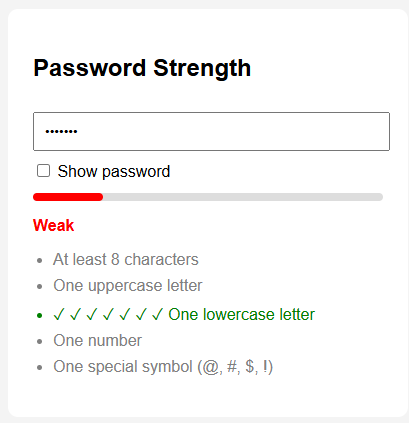 Password Strength
•••••••
Show password
Weak
• At least 8 characters
• One uppercase letter
• ✓ ✓ ✓ ✓ ✓ ✓ ✓ One lowercase letter
• One number
• One special symbol (@, #, $, !)